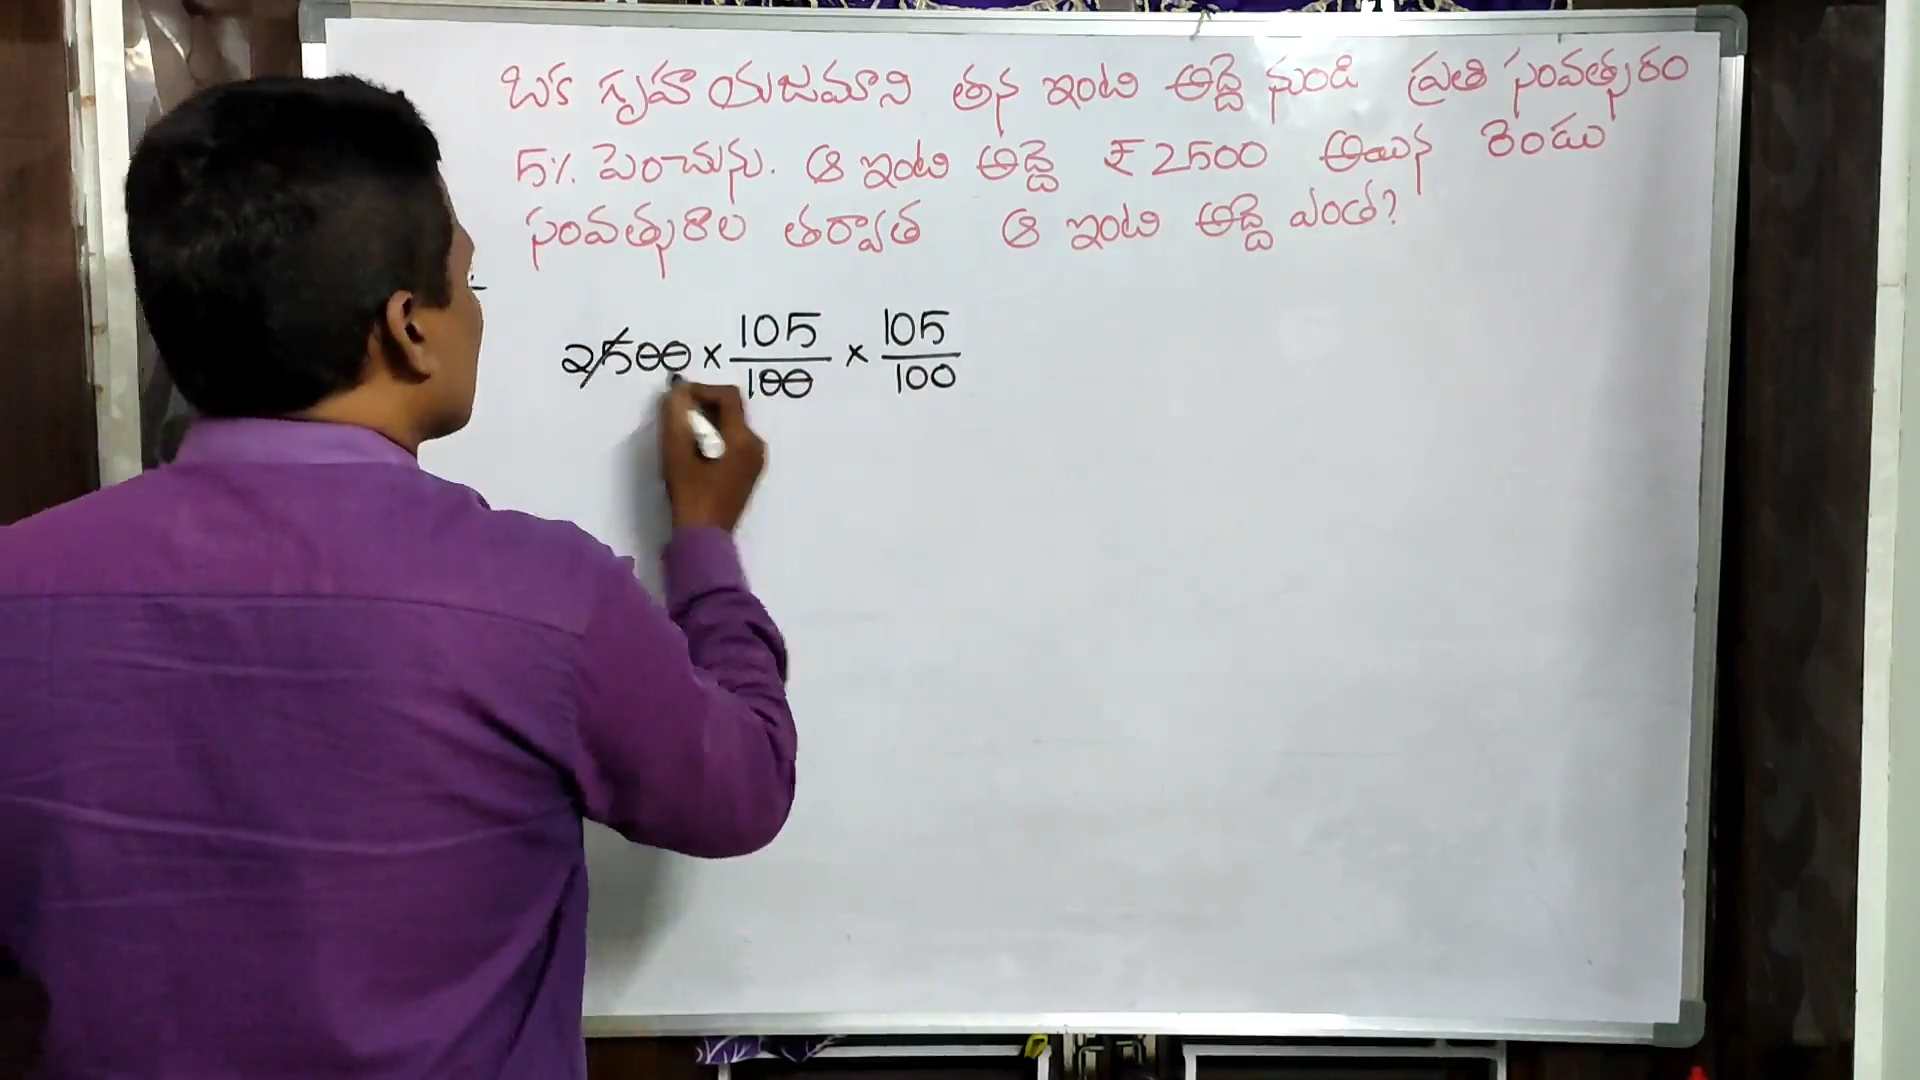 ఒక గృహ యజమాని తన ఇంటి అద్దె నుండి ప్రతి సంవత్సరం
5% పెంచును. ఆ ఇంటి అద్దె ₹ 2500 అయిన రెండు
సంవత్సరాల తర్వాత ఆ ఇంటి అద్దె ఎంత?
2500 × 105/100 × 105/100